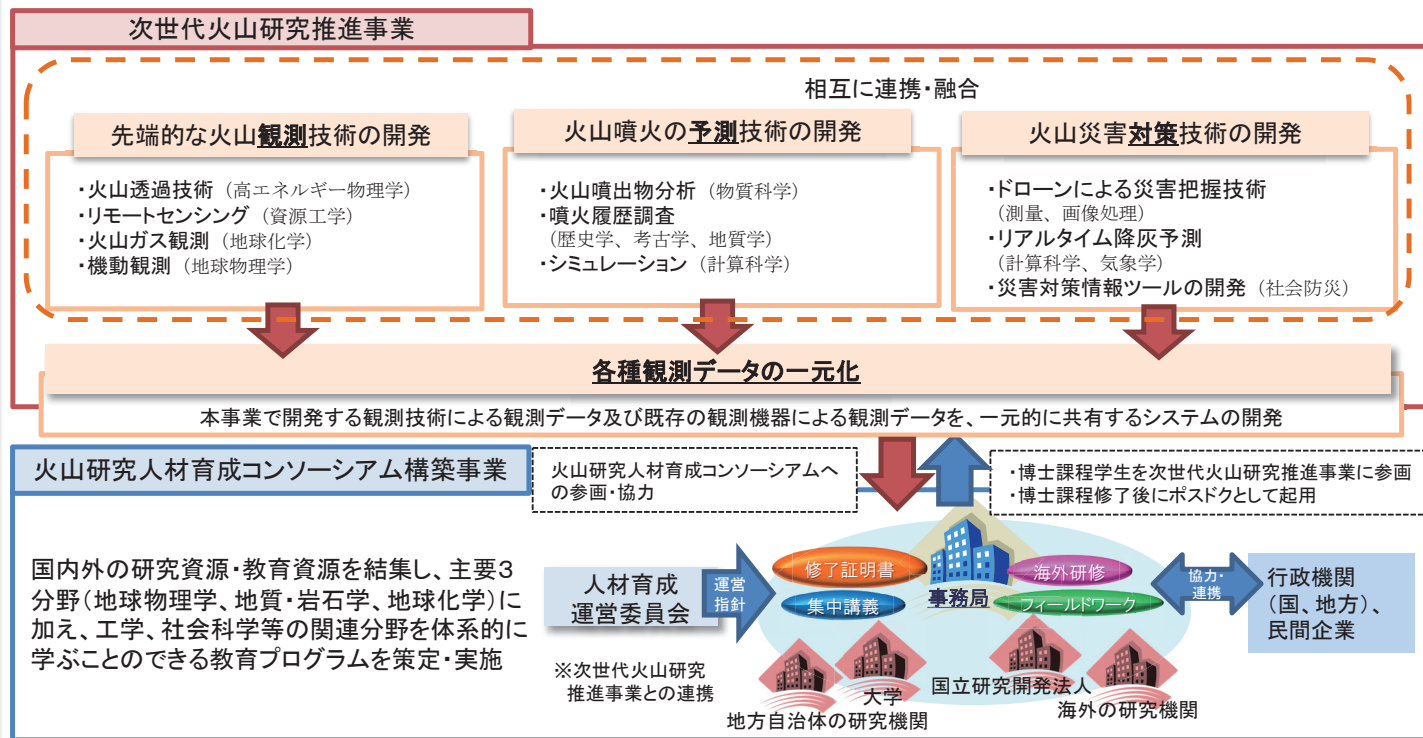 次世代火山研究推進事業
相互に連携・融合
先端的な火山観測技術の開発
・火山透過技術（高エネルギー物理学）
・リモートセンシング（資源工学）
・火山ガス観測（地球化学）
・機動観測（地球物理学）
火山噴火の予測技術の開発
・火山噴出物分析（物質科学）
・噴火履歴調査
（歴史学、考古学、地質学）
・シミュレーション（計算科学）
火山災害対策技術の開発
・ドローンによる災害把握技術
（測量、画像処理）
・リアルタイム降灰予測
（計算科学、気象学）
・災害対策情報ツールの開発（社会防災）
各種観測データの一元化
本事業で開発する観測技術による観測データ及び既存の観測機器による観測データを、一元的に共有するシステムの開発
火山研究人材育成コンソーシアム構築事業
火山研究人材育成コンソーシアムへ
の参画・協力
・博士課程学生を次世代火山研究推進事業に参画
・博士課程修了後にポスドクとして起用
国内外の研究資源・教育資源を結集し、主要3
分野（地球物理学、地質・岩石学、地球化学）に
加え、工学、社会科学等の関連分野を体系的に
学ぶことのできる教育プログラムを策定・実施
人材育成
運営委員会
運営
指針
※次世代火山研究
推進事業との連携
修了証明書
集中講義
事務局
海外研修
フィールドワーク
協力・
連携
行政機関
（国、地方）、
民間企業
大学
地方自治体の研究機関
国立研究開発法人
海外の研究機関